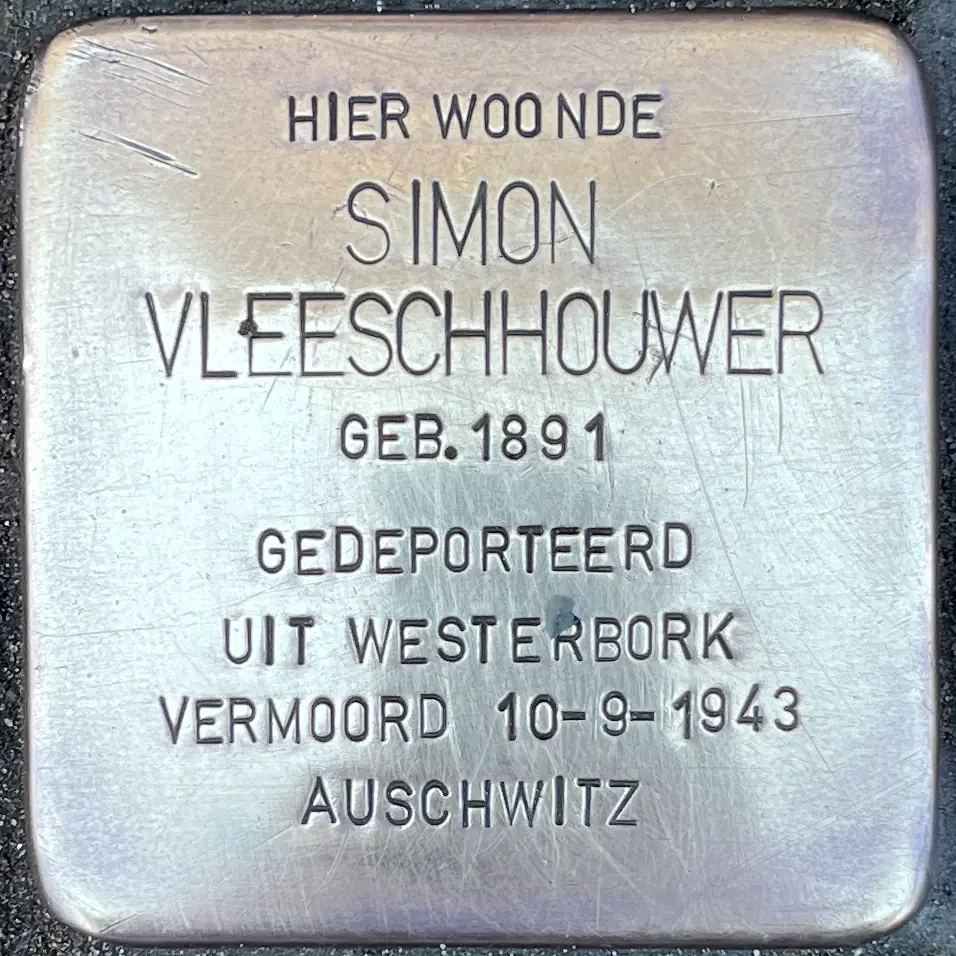 HIER WOONDE
SIMON
VLEESCHHOUWER
GEB.1891
GEDEPORTEERD
UIT WESTERBORK
VERMOORD 10-9-1943
AUSCHWITZ